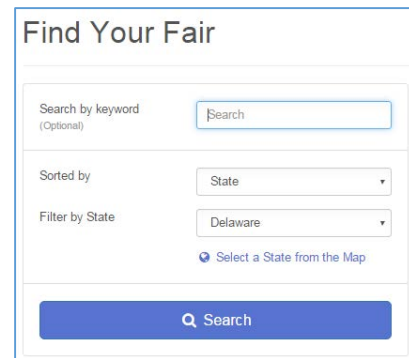 Find Your Fair
Search by keyword
(Optional)
Search
Sorted by
State
Filter by State
Delaware
Select a State from the Map
Search